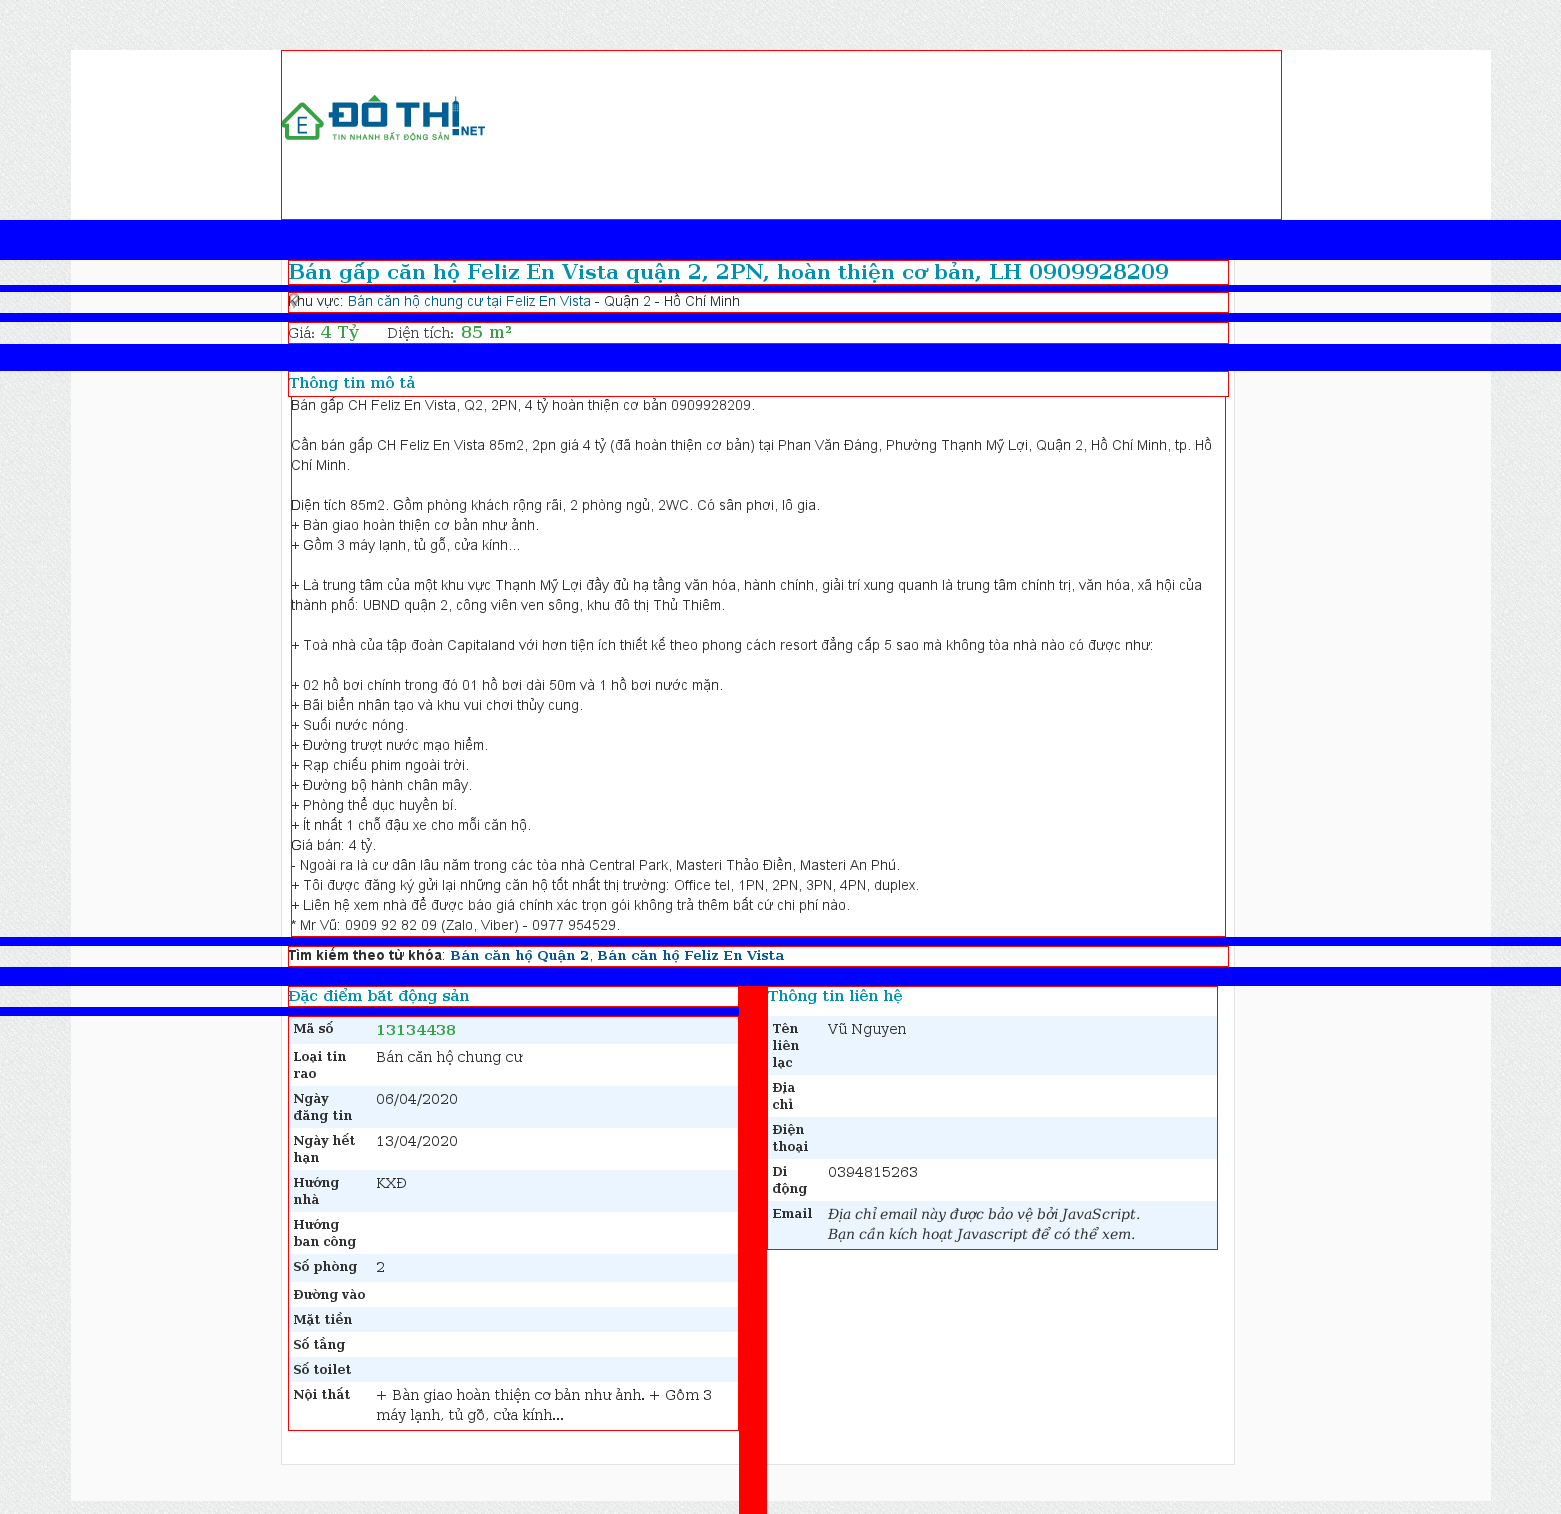 E ĐÔ THỊ.NET
TIN NHANH BẤT ĐỘNG SẢN
Bán gấp căn hộ Feliz En Vista quận 2, 2PN, hoàn thiện cơ bản, LH 0909928209
Khu vực: Bán căn hộ chung cư tại Feliz En Vista - Quận 2 - Hồ Chí Minh
Giá: 4 Tỷ Diện tích: 85 m²
Thông tin mô tả
Bán gấp CH Feliz En Vista, Q2, 2PN, 4 tỷ hoàn thiện cơ bản 0909928209.
Cần bán gấp CH Feliz En Vista 85m2, 2pn giá 4 tỷ (đã hoàn thiện cơ bản) tại Phan Văn Đáng, Phường Thạnh Mỹ Lợi, Quận 2, Hồ Chí Minh, tp. Hồ
Chí Minh.
Diện tích 85m2. Gồm phòng khách rộng rãi, 2 phòng ngủ, 2WC. Có sân phơi, lô gia.
+ Bàn giao hoàn thiện cơ bản như ảnh.
+ Gồm 3 máy lạnh, tủ gỗ, cửa kính...
+ Là trung tâm của một khu vực Thạnh Mỹ Lợi đầy đủ hạ tầng văn hóa, hành chính, giải trí xung quanh là trung tâm chính trị, văn hóa, xã hội của
thành phố: UBND quận 2, công viên ven sông, khu đô thị Thủ Thiêm.
+ Toà nhà của tập đoàn Capitaland với hơn tiện ích thiết kế theo phong cách resort đẳng cấp 5 sao mà không tòa nhà nào có được như:
+ 02 hồ bơi chính trong đó 01 hồ bơi dài 50m và 1 hồ bơi nước mặn.
+ Bãi biển nhân tạo và khu vui chơi thủy cung.
+ Suối nước nóng.
+ Đường trượt nước mạo hiểm.
+ Rạp chiếu phim ngoài trời.
+ Đường bộ hành chân mây.
+ Phòng thể dục huyền bí.
+ Ít nhất 1 chỗ đậu xe cho mỗi căn hộ.
Giá bán: 4 tỷ.
- Ngoài ra là cư dân lâu năm trong các tòa nhà Central Park, Masteri Thảo Điền, Masteri An Phú.
+ Tôi được đăng ký gửi lại những căn hộ tốt nhất thị trường: Office tel, 1PN, 2PN, 3PN, 4PN, duplex.
+ Liên hệ xem nhà để được báo giá chính xác trọn gói không trả thêm bất cứ chi phí nào.
* Mr Vũ: 0909 92 82 09 (Zalo, Viber) - 0977 954529.
Tìm kiếm theo từ khóa: Bán căn hộ Quận 2, Bán căn hộ Feliz En Vista
Đặc điểm bất động sản
Mã số 13134438
Loại tin
rao
Bán căn hộ chung cư
Ngày
đăng tin
06/04/2020
Ngày hết
hạn
13/04/2020
Hướng
nhà
KXĐ
Hướng
ban công
Số phòng 2
Đường vào
Mặt tiền
Số tầng
Số toilet
Nội thất + Bàn giao hoàn thiện cơ bản như ảnh. + Gồm 3
máy lạnh, tủ gỗ, cửa kính...
Thông tin liên hệ
Tên
liên
lạc
Vũ Nguyen
Địa
chỉ
Điện
thoại
Di
động
0394815263
Email Địa chỉ email này được bảo vệ bởi JavaScript.
Bạn cần kích hoạt Javascript để có thể xem.